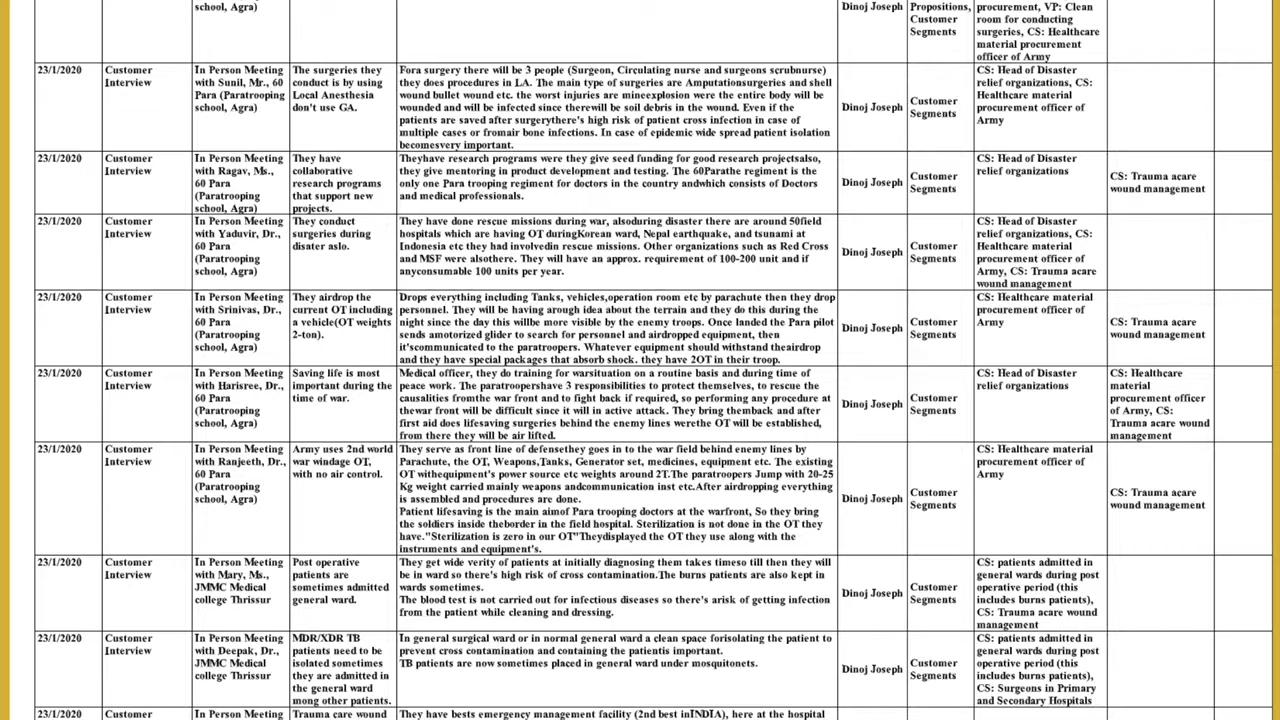 school, Agra)
Dinoj Joseph
Propositions,
Customer
Segments
procurement, VP: Clean
room for conducting
surgeries, CS: Healthcare
material procurement
officer of Army
23/1/2020
Customer
Interview
In Person Meeting
with Sunil, Mr., 60
Para (Paratrooping
school, Agra)
The surgeries they
conduct is by using
Local Anesthesia
don't use GA.
Fora surgery there will be 3 people (Surgeon, Circulating nurse and surgeons scrubnurse)
they does procedures in LA. The main type of surgeries are Amputationsurgeries and shell
wound bullet wound etc. the worst injuries are mineexplosion were the entire body will be
wounded and will be infected since therewill be soil debris in the wound. Even if the
patients are saved after surgerythere's high risk of patient cross infection in case of
multiple cases or fromair bone infections. In case of epidemic wide spread patient isolation
becomesvery important.
Dinoj Joseph
Customer
Segments
CS: Head of Disaster
relief organizations, CS:
Healthcare material
procurement officer of
Army
23/1/2020
Customer
Interview
In Person Meeting
with Ragav, Ms.,
60 Para
(Paratrooping
school, Agra)
They have
collaborative
research programs
that support new
projects.
Theyhave research programs were they give seed funding for good research projectsalso,
they give mentoring in product development and testing. The 60Parathe regiment is the
only one Para trooping regiment for doctors in the country andwhich consists of Doctors
and medical professionals.
Dinoj Joseph
Customer
Segments
CS: Head of Disaster
relief organizations
CS: Trauma acare
wound management
23/1/2020
Customer
Interview
In Person Meeting
with Yaduvir, Dr.,
60 Para
(Paratrooping
school, Agra)
They conduct
surgeries during
disater aslo.
They have done rescue missions during war, alsoduring disaster there are around 50field
hospitals which are having OT duringKorean ward, Nepal earthquake, and tsunami at
Indonesia etc they had involvedin rescue missions. Other organizations such as Red Cross
and MSF were alsothere. They will have an approx. requirement of 100-200 unit and if
anyconsumable 100 units per year.
Dinoj Joseph
Customer
Segments
CS: Head of Disaster
relief organizations, CS:
Healthcare material
procurement officer of
Army, CS: Trauma acare
wound management
23/1/2020
Customer
Interview
In Person Meeting
with Srinivas, Dr.,
60 Para
(Paratrooping
school, Agra)
They airdrop the
current OT including
a vehicle(OT weights
2-ton).
Drops everything including Tanks, vehicles,operation room etc by parachute then they drop
personnel. They will be having arough idea about the terrain and they do this during the
night since the day this willbe more visible by the enemy troops. Once landed the Para pilot
sends amotorized glider to search for personnel and airdropped equipment, then
it'scommunicated to the paratroopers. Whatever equipment should withstand theairdrop
and they have special packages that absorb shock. they have 2OT in their troop.
Dinoj Joseph
Customer
Segments
CS: Healthcare material
procurement officer of
Army
CS: Trauma acare
wound management
23/1/2020
Customer
Interview
In Person Meeting
with Harisree, Dr.,
60 Para
(Paratrooping
school, Agra)
Saving life is most
important during the
time of war.
Medical officer, they do training for warsituation on a routine basis and during time of
peace work. The paratroopershave 3 responsibilities to protect themselves, to rescue the
causalities fromthe war front and to fight back if required, so performing any procedure at
thewar front will be difficult since it will in active attack. They bring themback and after
first aid does lifesaving surgeries behind the enemy lines werethe OT will be established,
from there they will be air lifted.
Dinoj Joseph
Customer
Segments
CS: Head of Disaster
relief organizations
CS: Healthcare
material
procurement officer
of Army, CS:
Trauma acare wound
management
23/1/2020
Customer
Interview
In Person Meeting
with Ranjeeth, Dr.,
60 Para
(Paratrooping
school, Agra)
Army uses 2nd world
war windage OT,
with no air control.
They serve as front line of defensethey goes in to the war field behind enemy lines by
Parachute, the OT, Weapons,Tanks, Generator set, medicines, equipment etc. The existing
OT withequipment's power source etc weights around 2T.The paratroopers Jump with 20-25
Kg weight carried mainly weapons andcommunication inst etc.After airdropping everything
is assembled and procedures are done.
Patient lifesaving is the main aimof Para trooping doctors at the warfront, So they bring
the soldiers inside theborder in the field hospital. Sterilization is not done in the OT they
have."Sterilization is zero in our OT"Theydisplayed the OT they use along with the
instruments and equipment's.
Dinoj Joseph
Customer
Segments
CS: Healthcare material
procurement officer of
Army
CS: Trauma acare
wound management
23/1/2020
Customer
Interview
In Person Meeting
with Mary, Ms.,
JMMC Medical
college Thrissur
Post operative
patients are
sometimes admitted
general ward.
They get wide verity of patients at initially diagnosing them takes timeso till then they will
be in ward so there's high risk of cross contamination.The burns patients are also kept in
wards sometimes.
The blood test is not carried out for infectious diseases so there's arisk of getting infection
from the patient while cleaning and dressing.
Dinoj Joseph
Customer
Segments
CS: patients admitted in
general wards during post
operative period (this
includes burns patients),
CS: Trauma acare wound
management
23/1/2020
Customer
Interview
In Person Meeting
with Deepak, Dr.,
JMMC Medical
college Thrissur
MDR/XDR TB
patients need to be
isolated sometimes
they are admitted in
the general ward
mong other patients.
In general surgical ward or in normal general ward a clean space forisolating the patient to
prevent cross contamination and containing the patientis important.
TB patients are now sometimes placed in general ward under mosquitonets.
Dinoj Joseph
Customer
Segments
CS: patients admitted in
general wards during post
operative period (this
includes burns patients),
CS: Surgeons in Primary
and Secondary Hospitals
23/1/2020
Customer
In Person Meeting
Trauma care wound
They have bests emergency management facility (2nd best inINDIA), here at the hospital